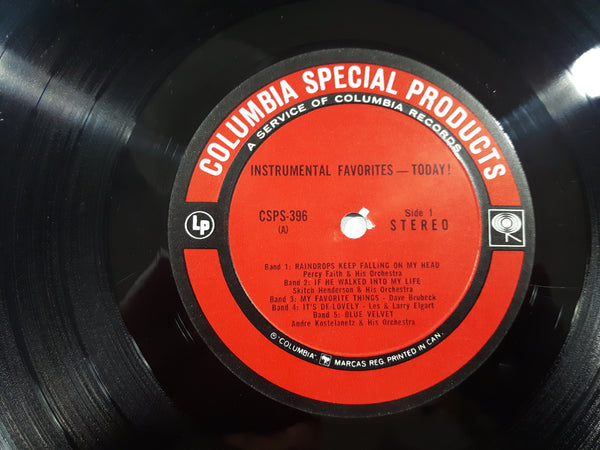 COLUMBIA SPECIAL PRODUCTS
A SERVICE OF COLUMBIA RECORDS
INSTRUMENTAL FAVORITES — TODAY!
CSPS-396
(A)
Side 1
STEREO
LP
Band 1: RAINDROPS KEEP FALLING ON MY HEAD
Percy Faith & His Orchestra
Band 2: IF HE WALKED INTO MY LIFE
Skitch Henderson & His Orchestra
Band 3: MY FAVORITE THINGS - Dave Brubeck
Band 4: IT'S DE-LOVELY - Les & Larry Elgart
Band 5: BLUE VELVET
Andre Kostelanetz & His Orchestra
℗ COLUMBIA MARCAS REG. PRINTED IN CAN.